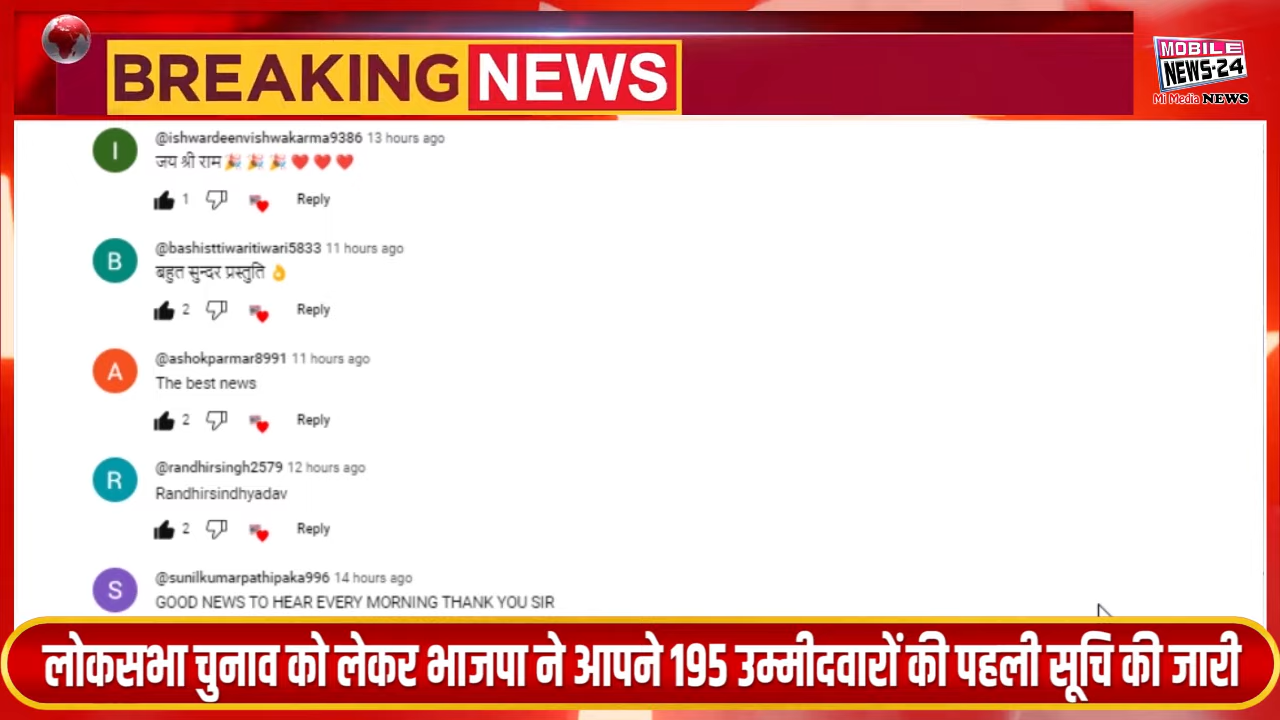 BREAKING NEWS
MOBILE
NEWS-24
Mi Media NEWS
I
@ishwardeenvishwakarma9386 13 hours ago
जय श्री राम🎉🎉🎉❤️❤️❤️
1 Reply
B
@bashisttiwaritiwari5833 11 hours ago
बहुत सुन्दर प्रस्तुति 👌
2 Reply
A
@ashokparmar8991 11 hours ago
The best news
2 Reply
R
@randhirsingh2579 12 hours ago
Randhirsindhyadav
2 Reply
S
@sunilkumarpathipaka996 14 hours ago
GOOD NEWS TO HEAR EVERY MORNING THANK YOU SIR
लोकसभा चुनाव को लेकर भाजपा ने आपने 195 उम्मीदवारों की पहली सूचि की जारी